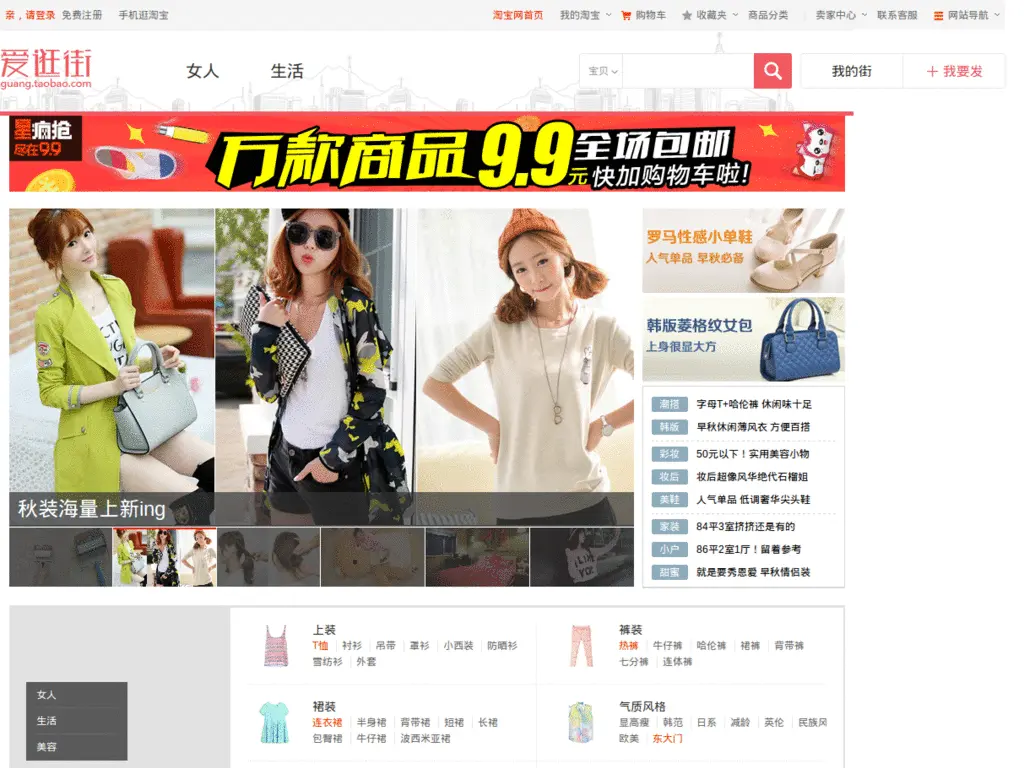 亲，请登录 免费注册 手机逛淘宝 淘宝网首页 我的淘宝 购物车 收藏夹 商品分类 卖家中心 联系客服 网站导航
爱逛街
guang.taobao.com
女人 生活 宝贝 我的街 我要发
疯抢
尽在9.9
万款商品9.9元
全场包邮
快加购物车啦!
罗马性感小单鞋
人气单品 早秋必备
韩版菱格纹女包
上身很显大方
秋装海量上新ing
潮搭 字母T+哈伦裤 休闲味十足
韩版 早秋休闲薄风衣 方便百搭
彩妆 50元以下！实用美容小物
妆后 妆后超像风华绝代石榴姐
美鞋 人气单品 低调奢华尖头鞋
家装 84平3室挤挤还是有的
小户 86平2室1厅！留着参考
甜蜜 就是要秀恩爱 早秋情侣装
女人
生活
美容
上装
T恤 衬衫 吊带 罩衫 小西装 防晒衫
雪纺衫 外套
裤装
热裤 牛仔裤 哈伦裤 裙裤 背带裤
七分裤 连体裤
裙装
连衣裙 半身裙 背带裙 短裙 长裙
包臀裙 牛仔裙 波西米亚裙
气质风格
显高瘦 韩范 日系 减龄 英伦 民族风
欧美 东大门